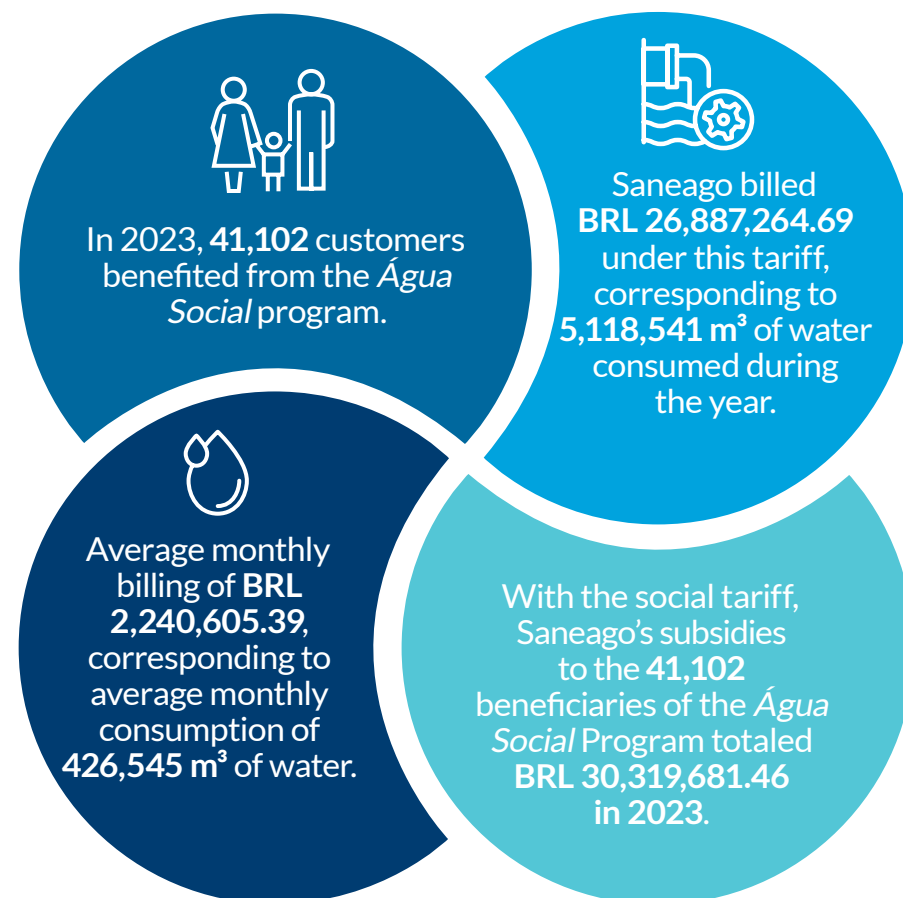 In 2023, 41,102 customers
benefited from the Água
Social program.
Saneago billed
BRL 26,887,264.69
under this tariff,
corresponding to
5,118,541 m³ of water
consumed during
the year.
Average monthly
billing of BRL
2,240,605.39,
corresponding to
average monthly
consumption of
426,545 m³ of water.
With the social tariff,
Saneago’s subsidies
to the 41,102
beneficiaries of the Água
Social Program totaled
BRL 30,319,681.46
in 2023.